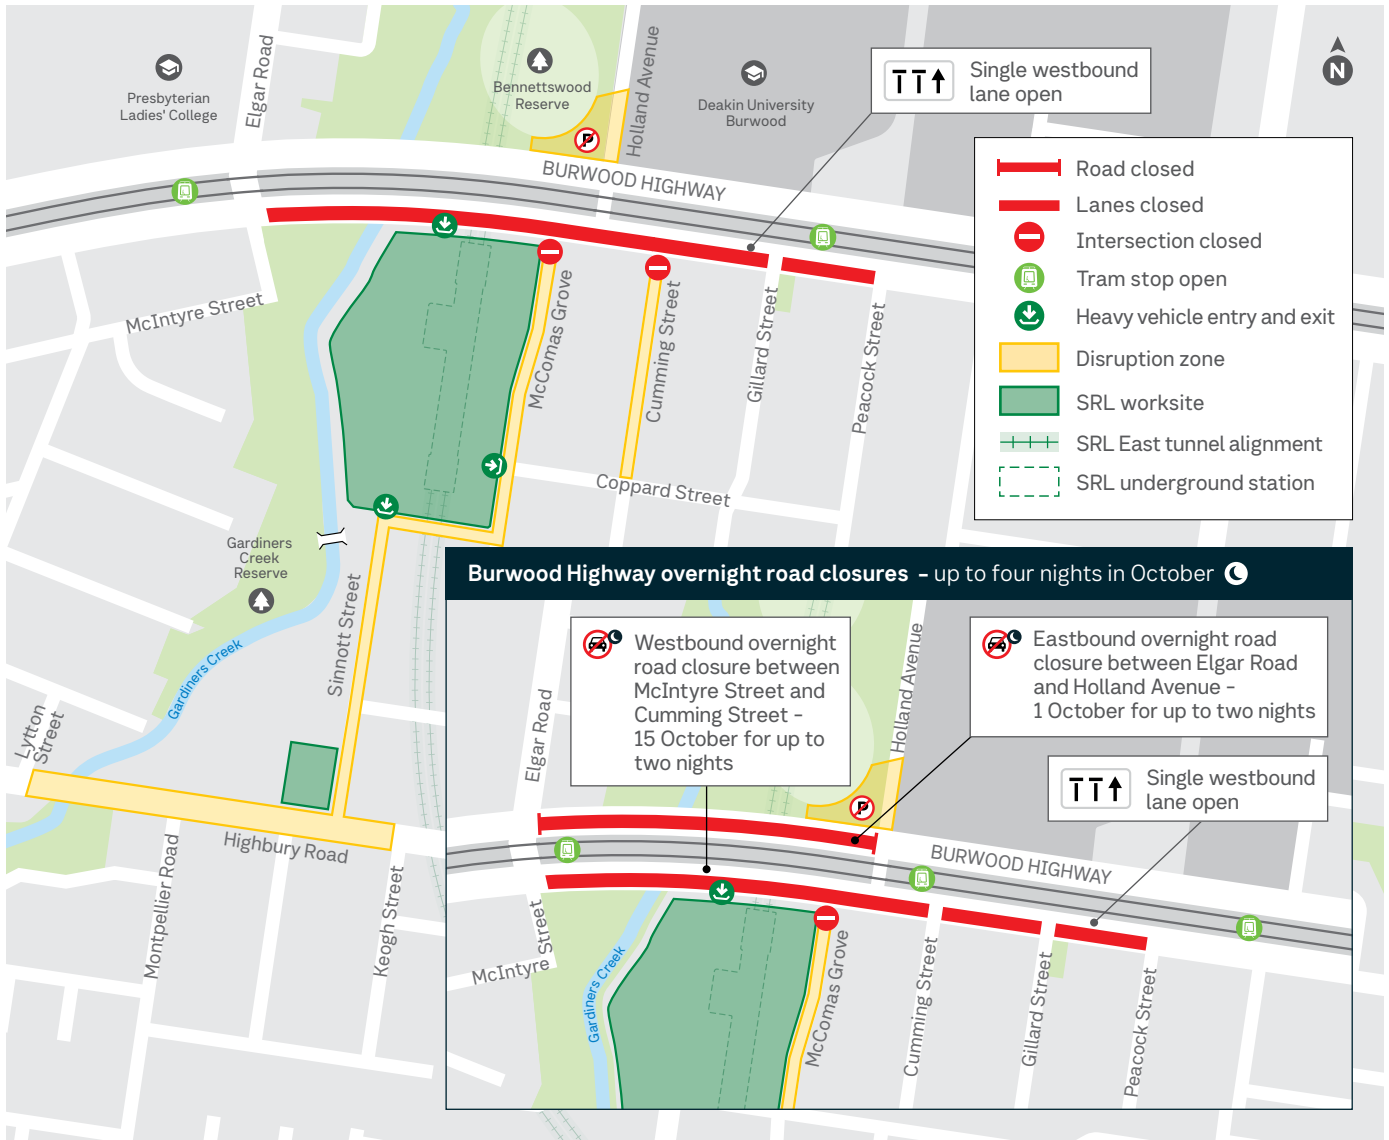 Presbyterian
Ladies' College
Elgar Road
Bennettswood
Reserve
Holland Avenue
Deakin University
Burwood
Single westbound
lane open
N
P
BURWOOD HIGHWAY
Road closed
Lanes closed
Intersection closed
Tram stop open
Heavy vehicle entry and exit
Disruption zone
SRL worksite
SRL East tunnel alignment
SRL underground station
McIntyre Street
McComas Grove
Cumming Street
Gillard Street
Peacock Street
Coppard Street
Gardiners
Creek
Reserve
Sinnott Street
Gardiners Creek
Lytton
Street
Highbury Road
Montpellier Road
Keogh Street
Burwood Highway overnight road closures - up to four nights in October
Westbound overnight
road closure between
McIntyre Street and
Cumming Street -
15 October for up to
two nights
Eastbound overnight road
closure between Elgar Road
and Holland Avenue -
1 October for up to two nights
Single westbound
lane open
Elgar Road
Holland Avenue
P
BURWOOD HIGHWAY
McIntyre
Street
Gardiners Creek
McComas Grove
Cumming Street
Gillard Street
Peacock Street